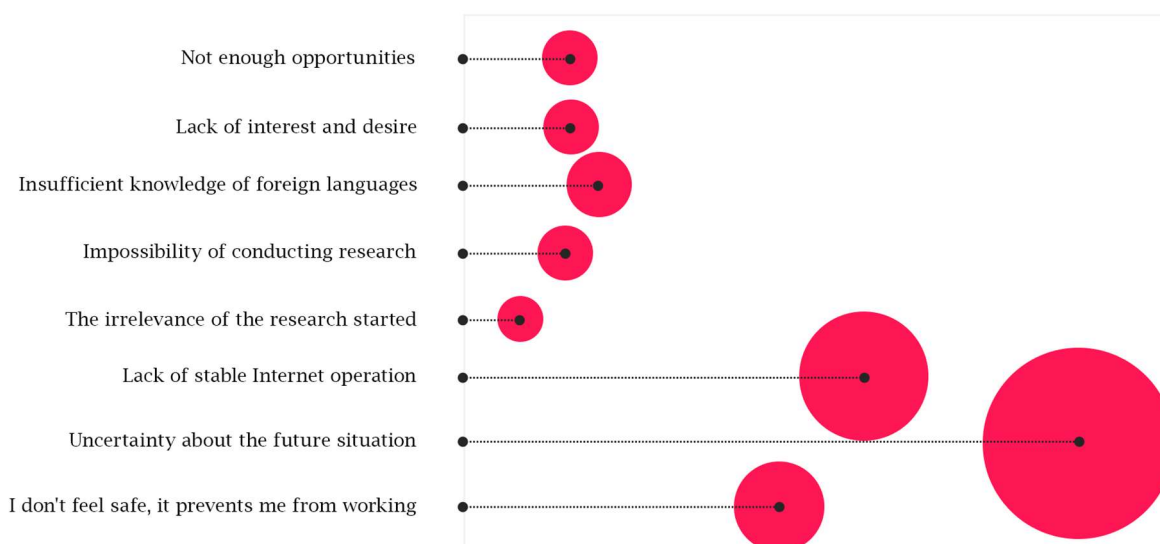 Not enough opportunities
Lack of interest and desire
Insufficient knowledge of foreign languages
Impossibility of conducting research
The irrelevance of the research started
Lack of stable Internet operation
Uncertainty about the future situation
I don't feel safe, it prevents me from working